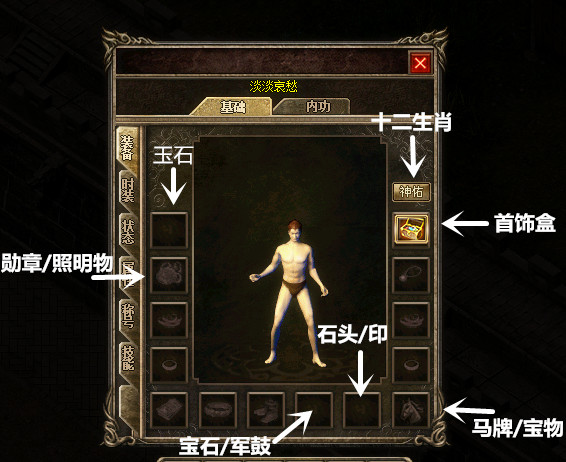 淡淡哀愁
基础
内功
十二生肖
装备
玉石
时装
神佑
状态
首饰盒
勋章/照明物
属性
称号
石头/印
技能
马牌/宝物
宝石/军鼓